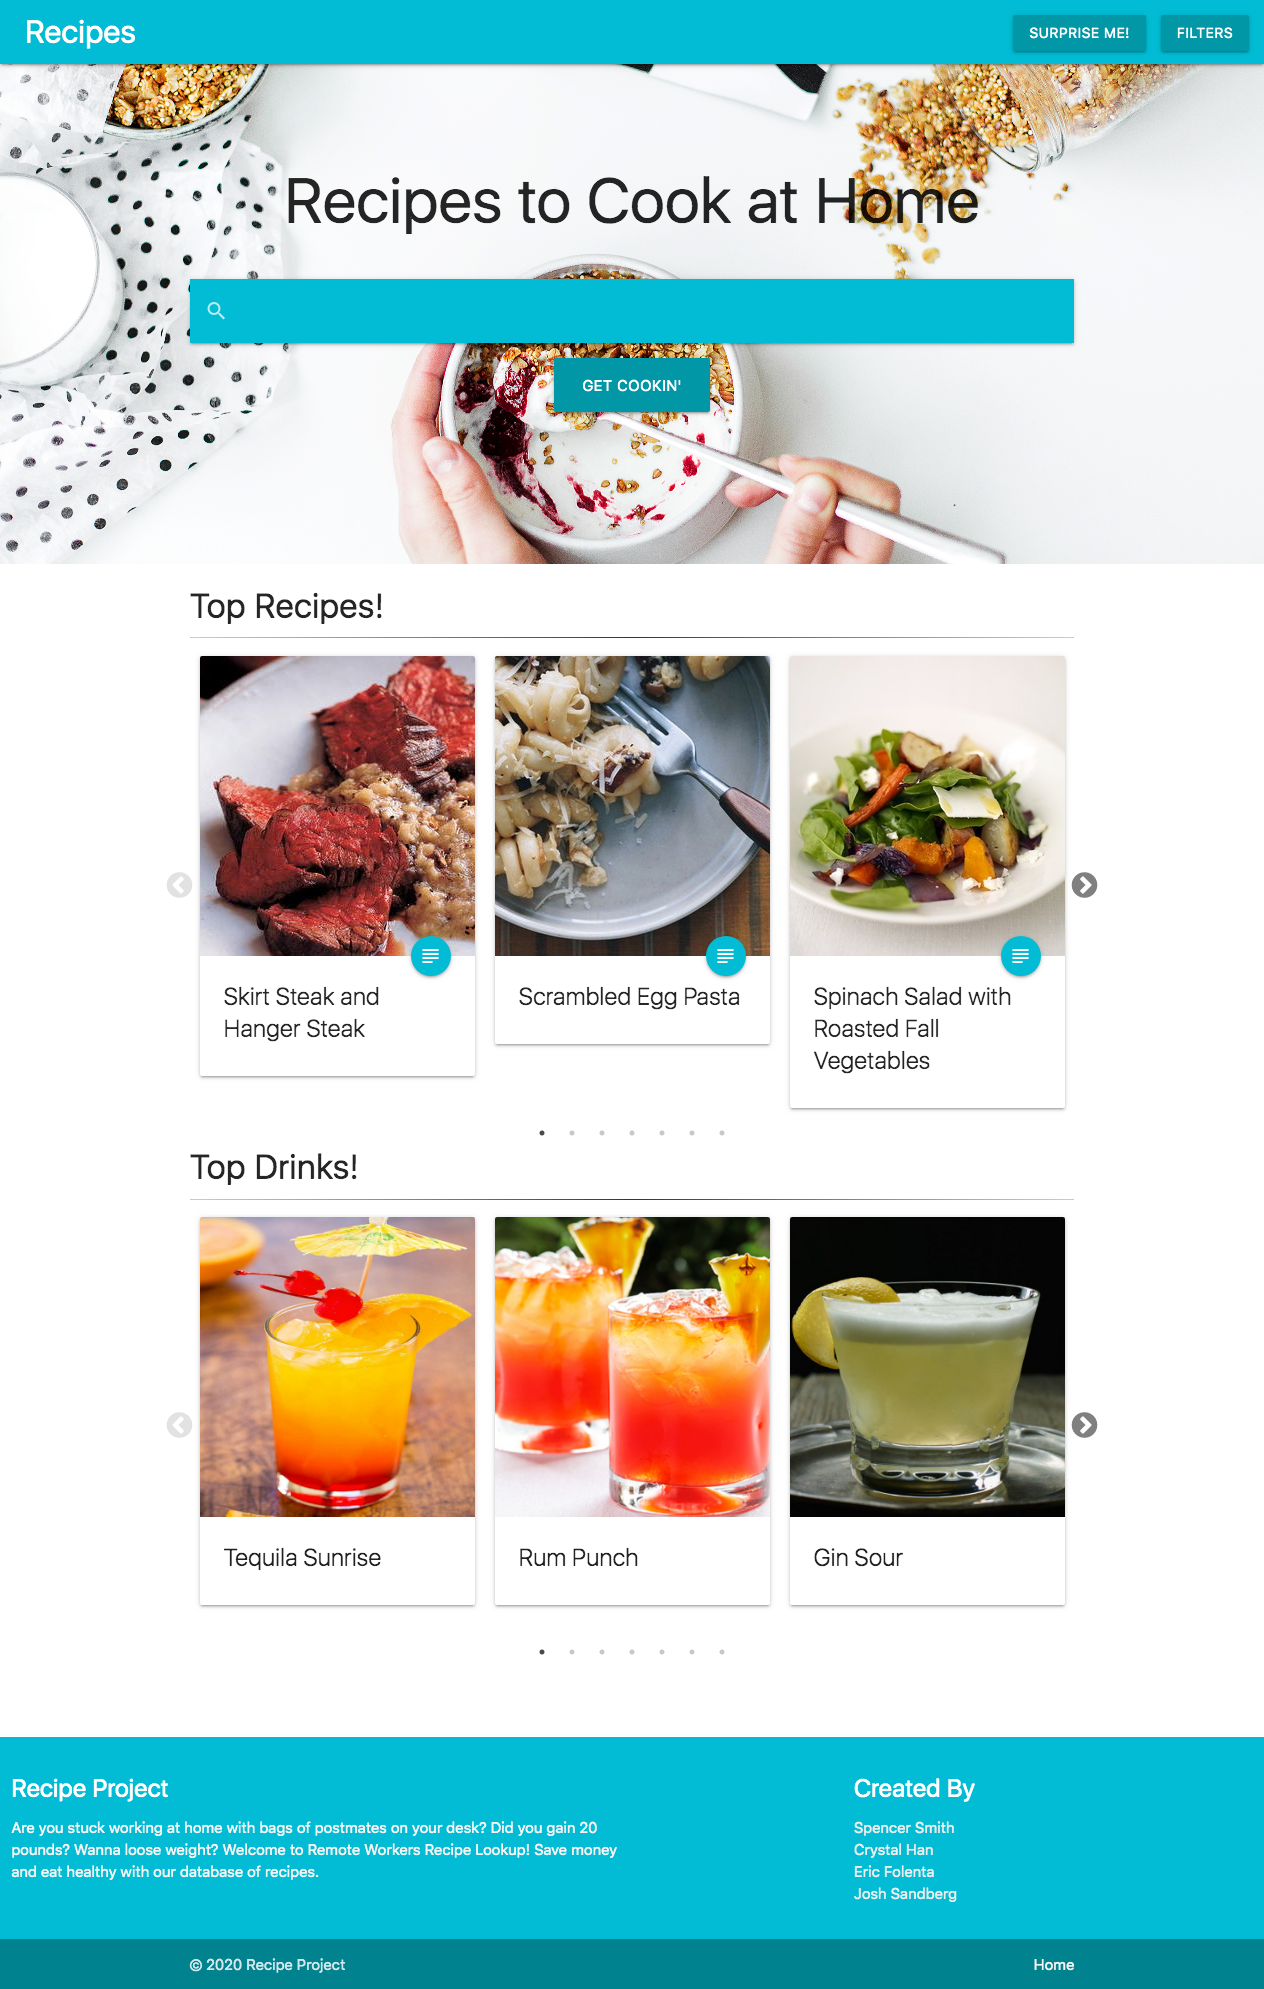 Recipes
SURPRISE ME!
FILTERS
Recipes to Cook at Home
GET COOKIN'
Top Recipes!
Skirt Steak and
Hanger Steak
Scrambled Egg Pasta
Spinach Salad with
Roasted Fall
Vegetables
Top Drinks!
Tequila Sunrise
Rum Punch
Gin Sour
Recipe Project
Are you stuck working at home with bags of postmates on your desk? Did you gain 20
pounds? Wanna loose weight? Welcome to Remote Workers Recipe Lookup! Save money
and eat healthy with our database of recipes.
Created By
Spencer Smith
Crystal Han
Eric Folenta
Josh Sandberg
© 2020 Recipe Project
Home